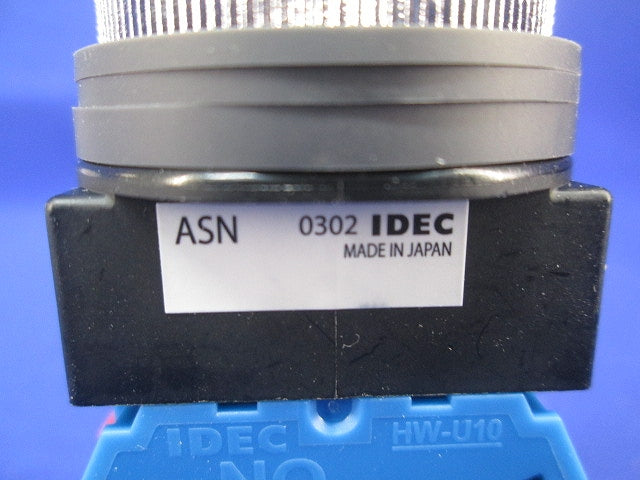 ASN 0302 IDEC
MADE IN JAPAN
IDEC HW-U10
NO